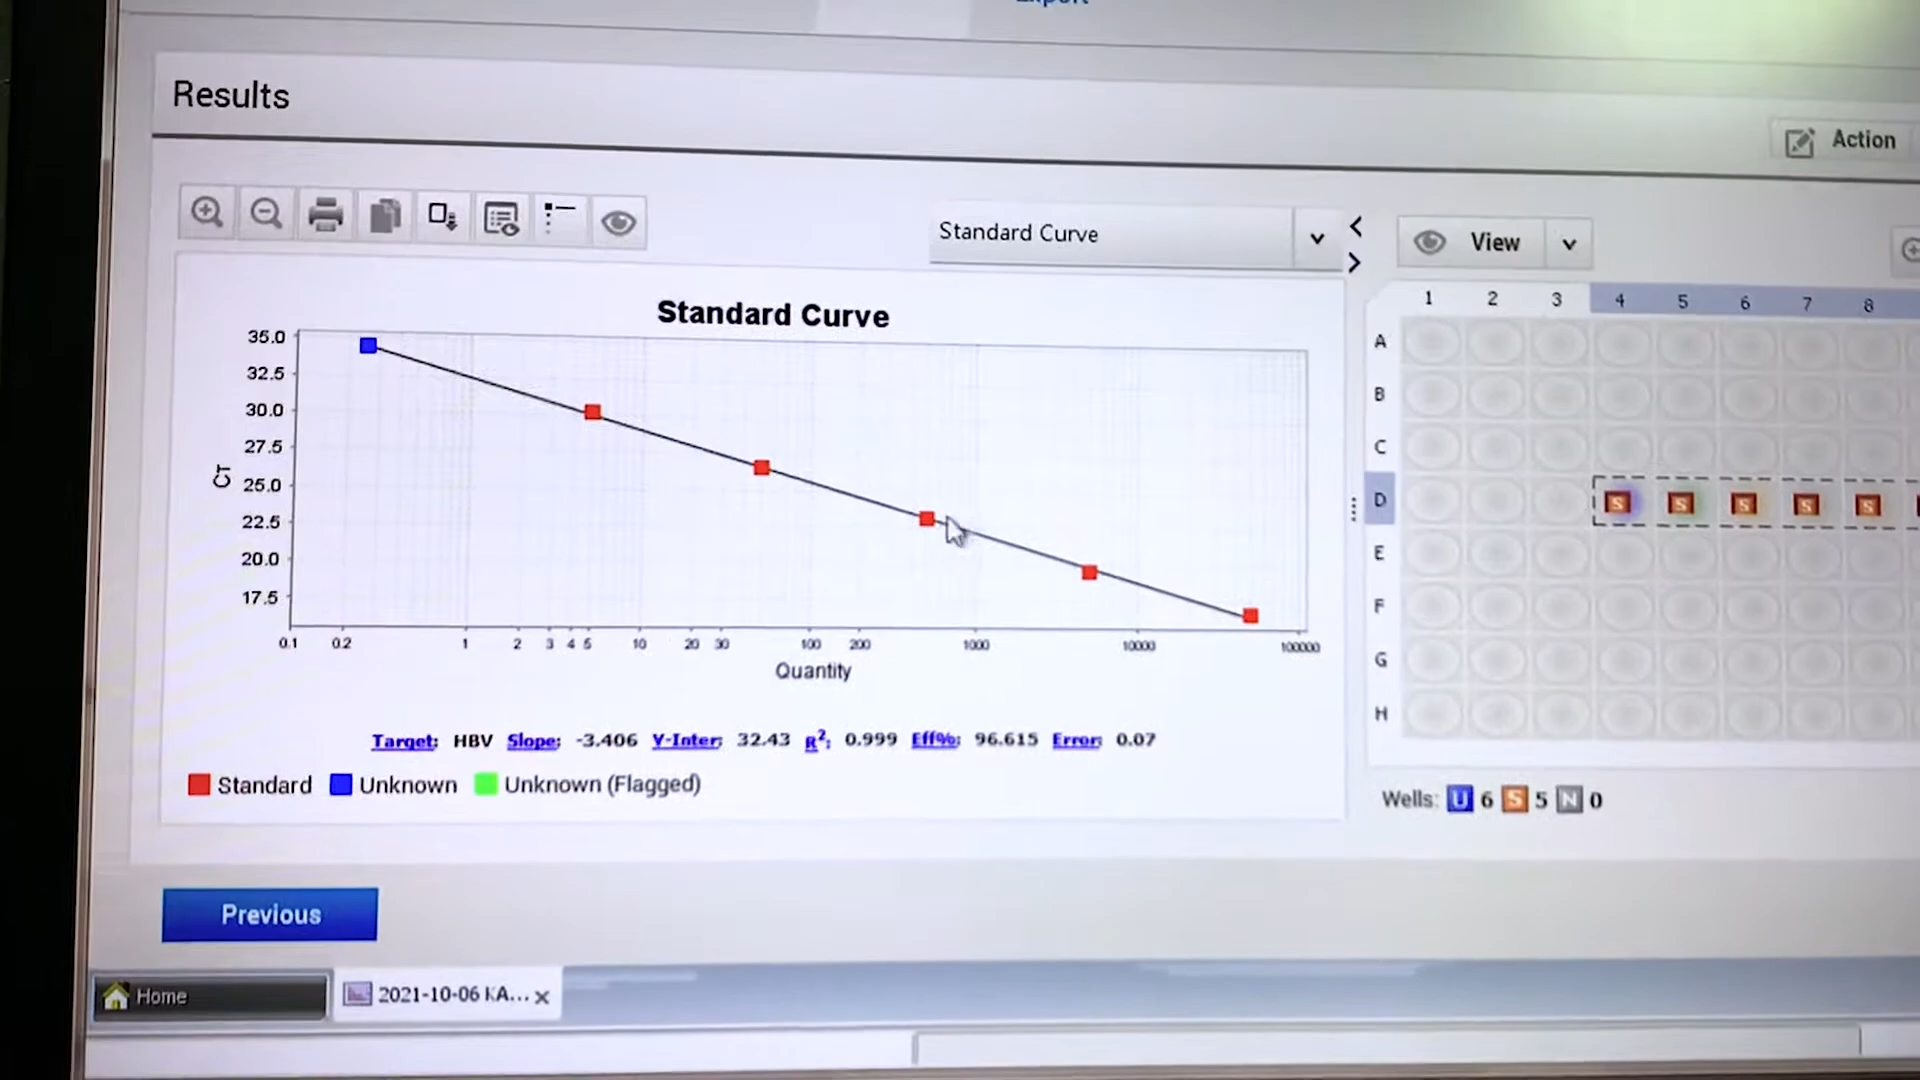 Export
Results
Action
Standard Curve
View
1 2 3 4 5 6 7 8
Standard Curve
35.0
32.5
30.0
27.5
25.0
22.5
20.0
17.5
CT
0.1 0.2 1 2 3 4 5 10 20 30 100 200 1000 10000 100000
Quantity
A
B
C
D S S S S S
E
F
G
H
Target: HBV Slope: -3.406 Y-Inter: 32.43 R2: 0.999 Eff%: 96.615 Error: 0.07
Standard Unknown Unknown (Flagged)
Wells: U 6 S 5 N 0
Previous
Home 2021-10-06 KA... x